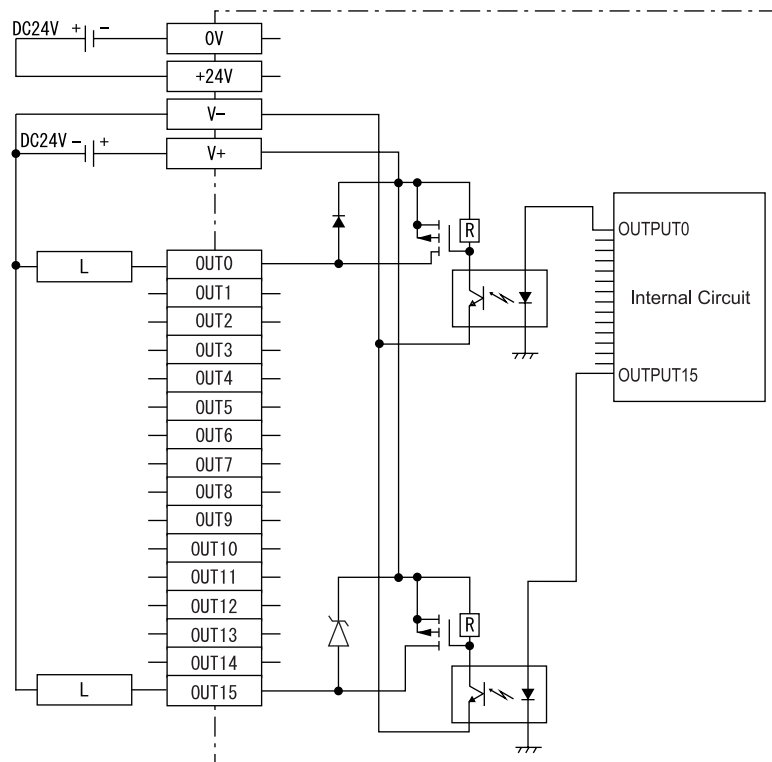 DC24V + - 0V
+24V
V-
DC24V - + V+
L OUT0 R OUTPUT0
OUT1
OUT2 Internal Circuit
OUT3
OUT4 OUTPUT15
OUT5
OUT6
OUT7
OUT8
OUT9
OUT10
OUT11
OUT12
OUT13 R
OUT14
L OUT15